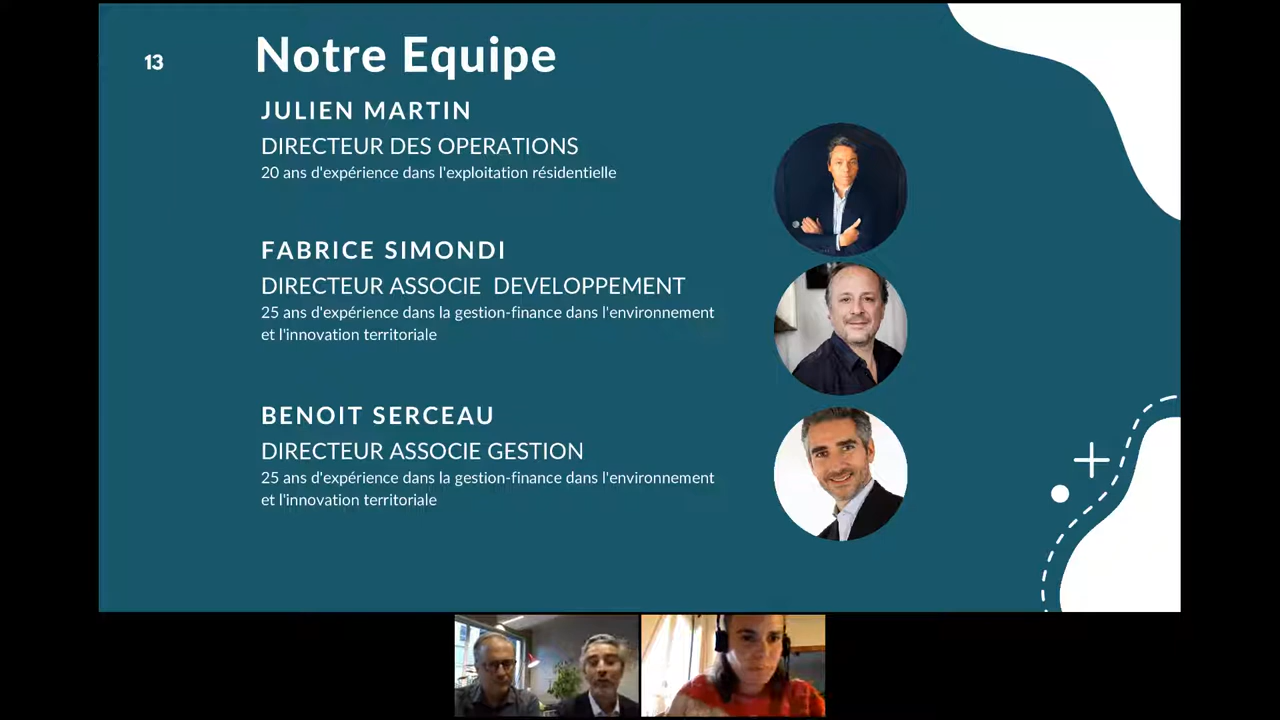 13
Notre Equipe
JULIEN MARTIN
DIRECTEUR DES OPERATIONS
20 ans d'expérience dans l'exploitation résidentielle
FABRICE SIMONDI
DIRECTEUR ASSOCIE  DEVELOPPEMENT
25 ans d'expérience dans la gestion-finance dans l'environnement
et l'innovation territoriale
BENOIT SERCEAU
DIRECTEUR ASSOCIE GESTION
25 ans d'expérience dans la gestion-finance dans l'environnement
et l'innovation territoriale